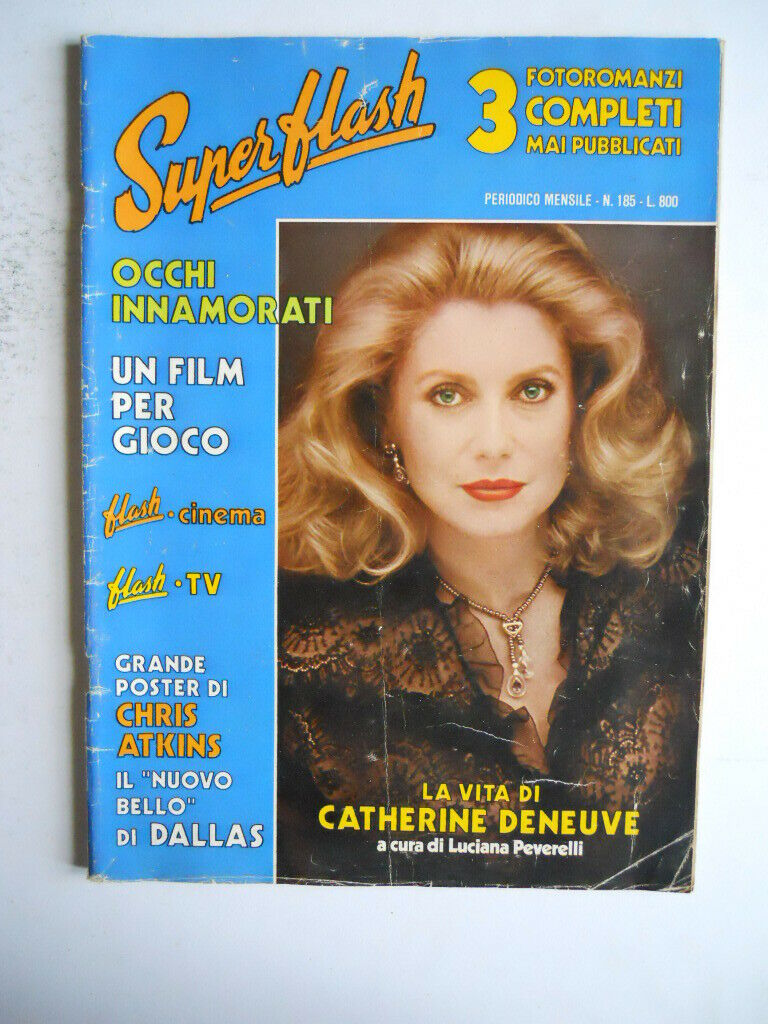 Superflash
3
FOTOROMANZI
COMPLETI
MAI PUBBLICATI
PERIODICO MENSILE - N. 185 - L. 800
OCCHI
INNAMORATI
UN FILM
PER
GIOCO
flash · cinema
flash · TV
GRANDE
POSTER DI
CHRIS
ATKINS
IL "NUOVO
BELLO"
DI DALLAS
LA VITA DI
CATHERINE DENEUVE
a cura di Luciana Peverelli